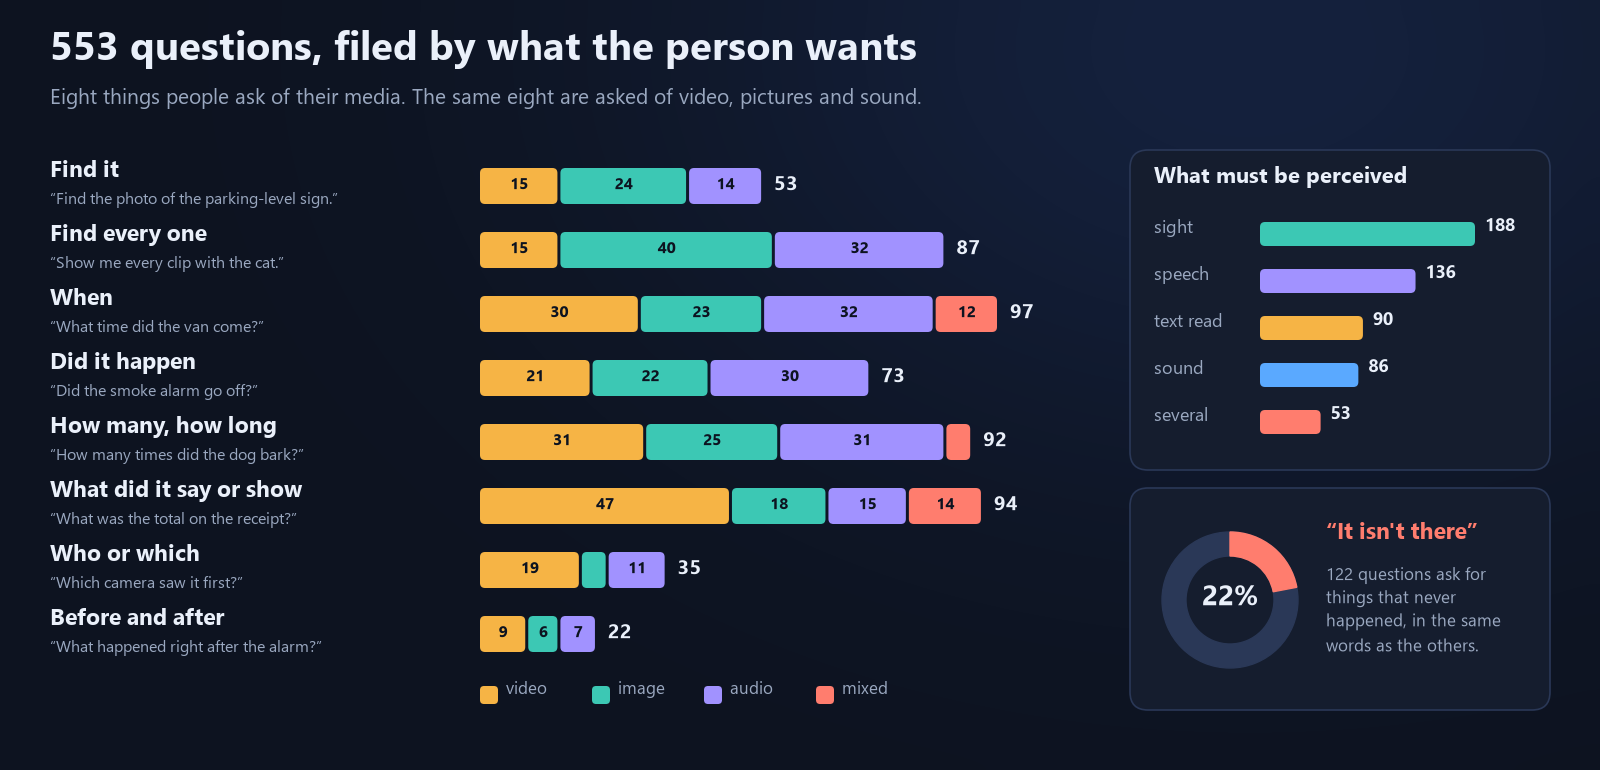 553 questions, filed by what the person wants
Eight things people ask of their media. The same eight are asked of video, pictures and sound.
Find it
“Find the photo of the parking-level sign.”
15 24 14 53
Find every one
“Show me every clip with the cat.”
15 40 32 87
When
“What time did the van come?”
30 23 32 12 97
Did it happen
“Did the smoke alarm go off?”
21 22 30 73
How many, how long
“How many times did the dog bark?”
31 25 31 92
What did it say or show
“What was the total on the receipt?”
47 18 15 14 94
Who or which
“Which camera saw it first?”
19 11 35
Before and after
“What happened right after the alarm?”
9 6 7 22
video image audio mixed
What must be perceived
sight 188
speech 136
text read 90
sound 86
several 53
22%
“It isn't there”
122 questions ask for
things that never
happened, in the same
words as the others.